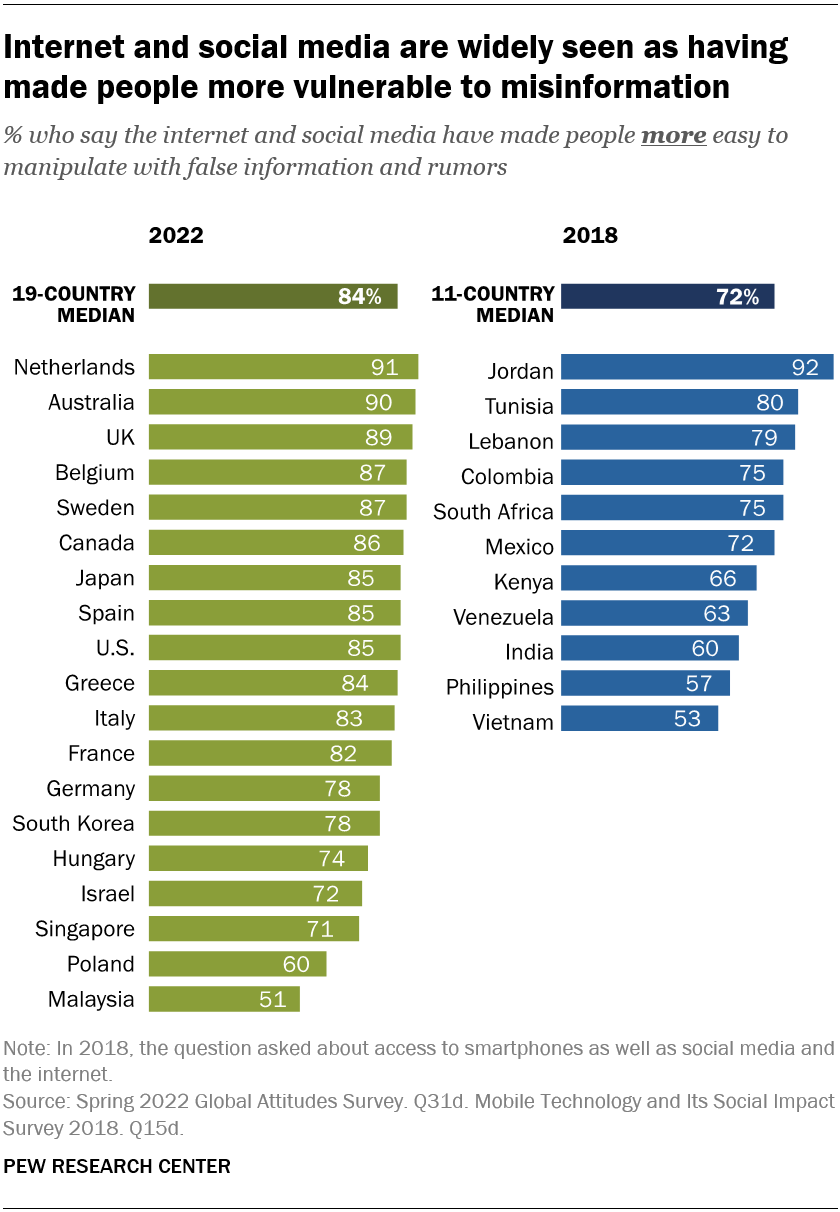 Internet and social media are widely seen as having
made people more vulnerable to misinformation
% who say the internet and social media have made people more easy to
manipulate with false information and rumors
2022
19-COUNTRY
MEDIAN
84%
Netherlands 91
Australia 90
UK 89
Belgium 87
Sweden 87
Canada 86
Japan 85
Spain 85
U.S. 85
Greece 84
Italy 83
France 82
Germany 78
South Korea 78
Hungary 74
Israel 72
Singapore 71
Poland 60
Malaysia 51
2018
11-COUNTRY
MEDIAN
72%
Jordan 92
Tunisia 80
Lebanon 79
Colombia 75
South Africa 75
Mexico 72
Kenya 66
Venezuela 63
India 60
Philippines 57
Vietnam 53
Note: In 2018, the question asked about access to smartphones as well as social media and
the internet.
Source: Spring 2022 Global Attitudes Survey. Q31d. Mobile Technology and Its Social Impact
Survey 2018. Q15d.
PEW RESEARCH CENTER